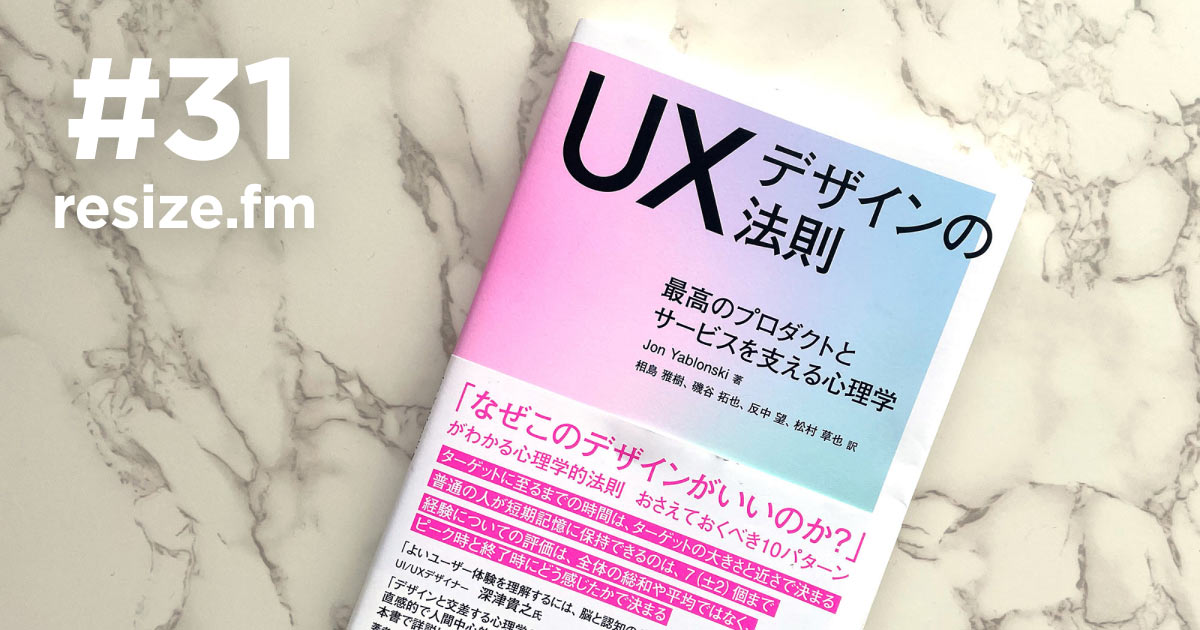 #31
resize.fm
UXデザインの
法則
最高のプロダクトと
サービスを支える心理学
Jon Yablonski 著
相島 雅樹、磯谷 拓也、反中 望、松村 草也 訳
「なぜこのデザインがいいのか?」
がわかる心理学的法則 おさえておくべき10パターン
ターゲットに至るまでの時間は、ターゲットの大きさと近さで決まる
普通の人が短期記憶に保持できるのは、7(±2)個まで
経験についての評価は、全体の総和や平均ではなく、
ピーク時と終了時にどう感じたかで決まる
「よいユーザー体験を理解するには、脳と認知の
UI/UXデザイナー 深津貴之氏
「デザインと交差する心理学
直感的で人間中心的
本書で詳説